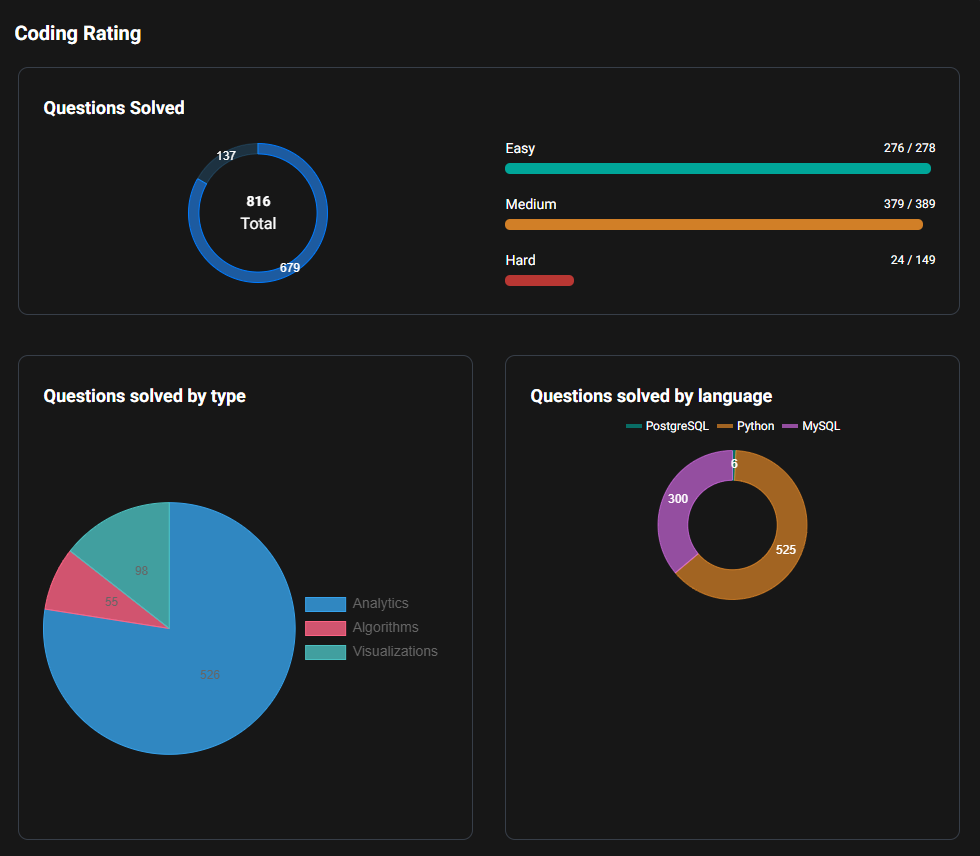 Coding Rating
Questions Solved
137
816
Total
679
Easy 276 / 278
Medium 379 / 389
Hard 24 / 149
Questions solved by type
98
55
526
Analytics
Algorithms
Visualizations
Questions solved by language
PostgreSQL Python MySQL
6
300
525